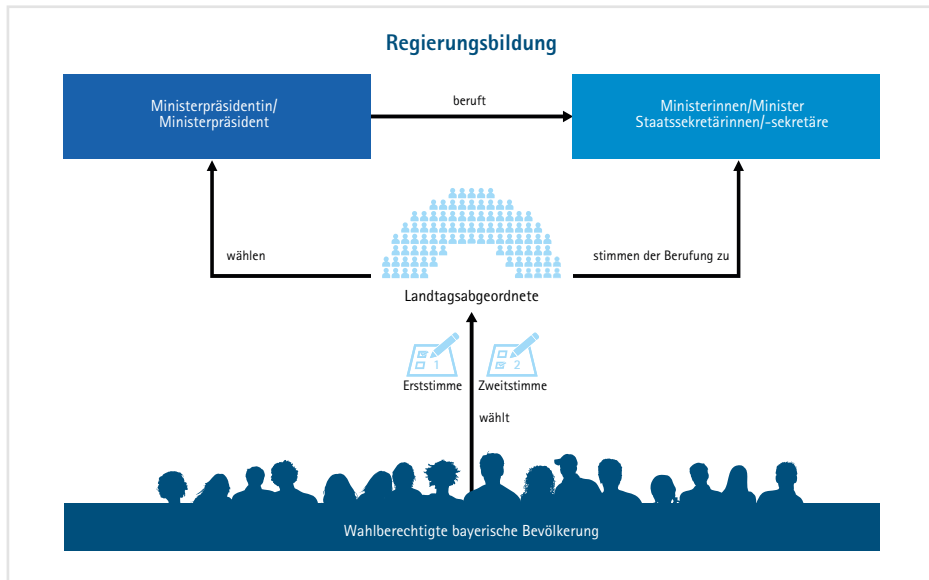 Regierungsbildung
Ministerpräsidentin/
Ministerpräsident
beruft
Ministerinnen/Minister
Staatssekretärinnen/-sekretäre
wählen
stimmen der Berufung zu
Landtagsabgeordnete
1
2
Erststimme
Zweitstimme
wählt
Wahlberechtigte bayerische Bevölkerung